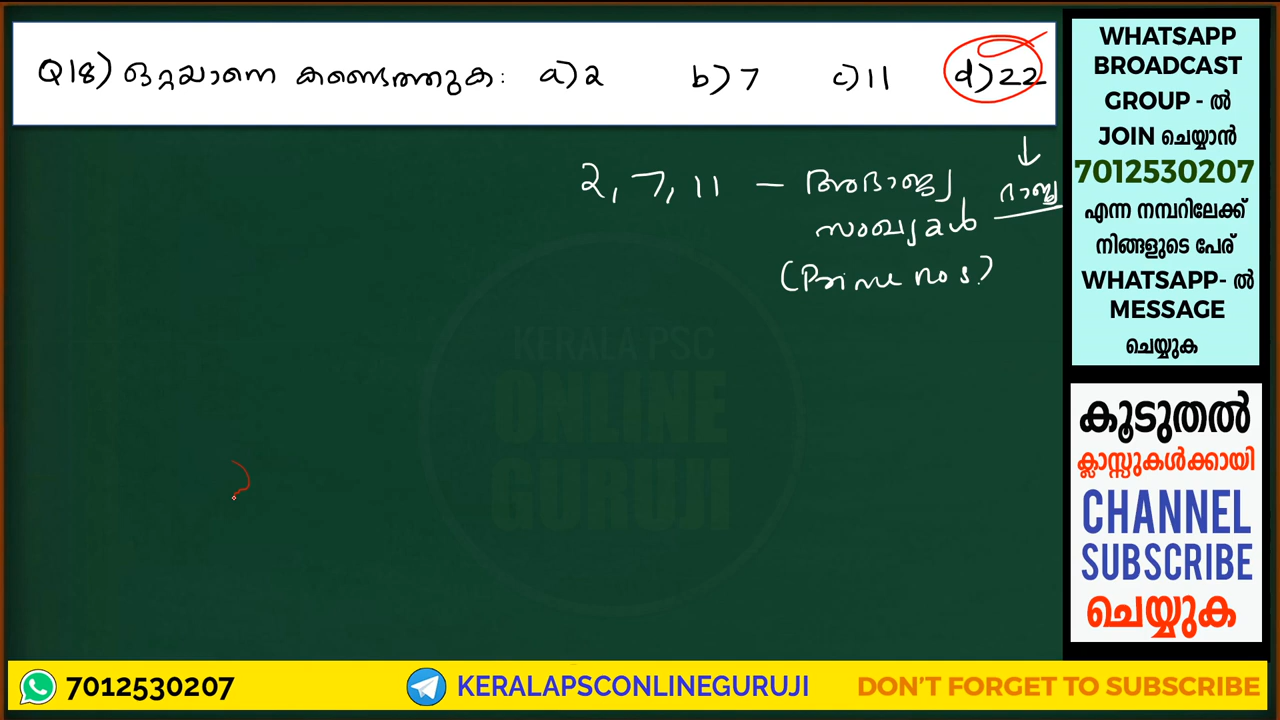 Q18) ഒറ്റയാനെ കണ്ടെത്തുക: a) 2 b) 7 c) 11 d) 22
2, 7, 11 — അഭാജ്യ
സംഖ്യകൾ
(Prime nos)
↓
ഭാജ്യ
KERALA PSC
ONLINE
GURUJI
WHATSAPP
BROADCAST
GROUP - ൽ
JOIN ചെയ്യാൻ
7012530207
എന്ന നമ്പറിലേക്ക്
നിങ്ങളുടെ പേര്
WHATSAPP- ൽ
MESSAGE
ചെയ്യുക
കൂടുതൽ
ക്ലാസ്സുകൾക്കായി
CHANNEL
SUBSCRIBE
ചെയ്യുക
7012530207
KERALAPSCONLINEGURUJI
DON'T FORGET TO SUBSCRIBE